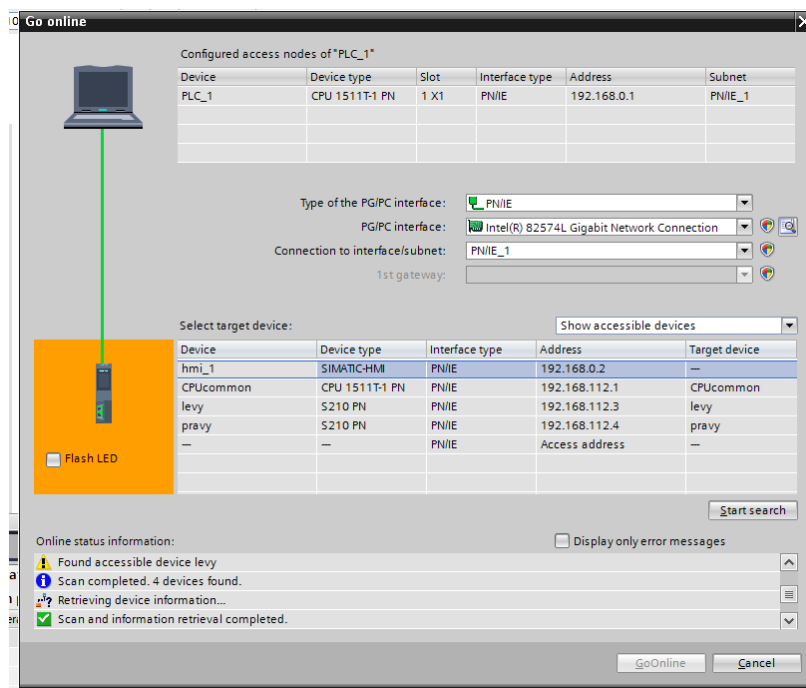 Go online
Configured access nodes of "PLC_1"
Device Device type Slot Interface type Address Subnet
PLC_1 CPU 1511T-1 PN 1 X1 PN/IE 192.168.0.1 PN/IE_1
Type of the PG/PC interface: PN/IE
PG/PC interface: Intel(R) 82574L Gigabit Network Connection
Connection to interface/subnet: PN/IE_1
1st gateway:
Select target device: Show accessible devices
Device Device type Interface type Address Target device
hmi_1 SIMATIC-HMI PN/IE 192.168.0.2 —
CPUcommon CPU 1511T-1 PN PN/IE 192.168.112.1 CPUcommon
levy S210 PN PN/IE 192.168.112.3 levy
pravy S210 PN PN/IE 192.168.112.4 pravy
— — PN/IE Access address —
Flash LED
Start search
Online status information: Display only error messages
Found accessible device levy
Scan completed. 4 devices found.
Retrieving device information...
Scan and information retrieval completed.
GoOnline Cancel